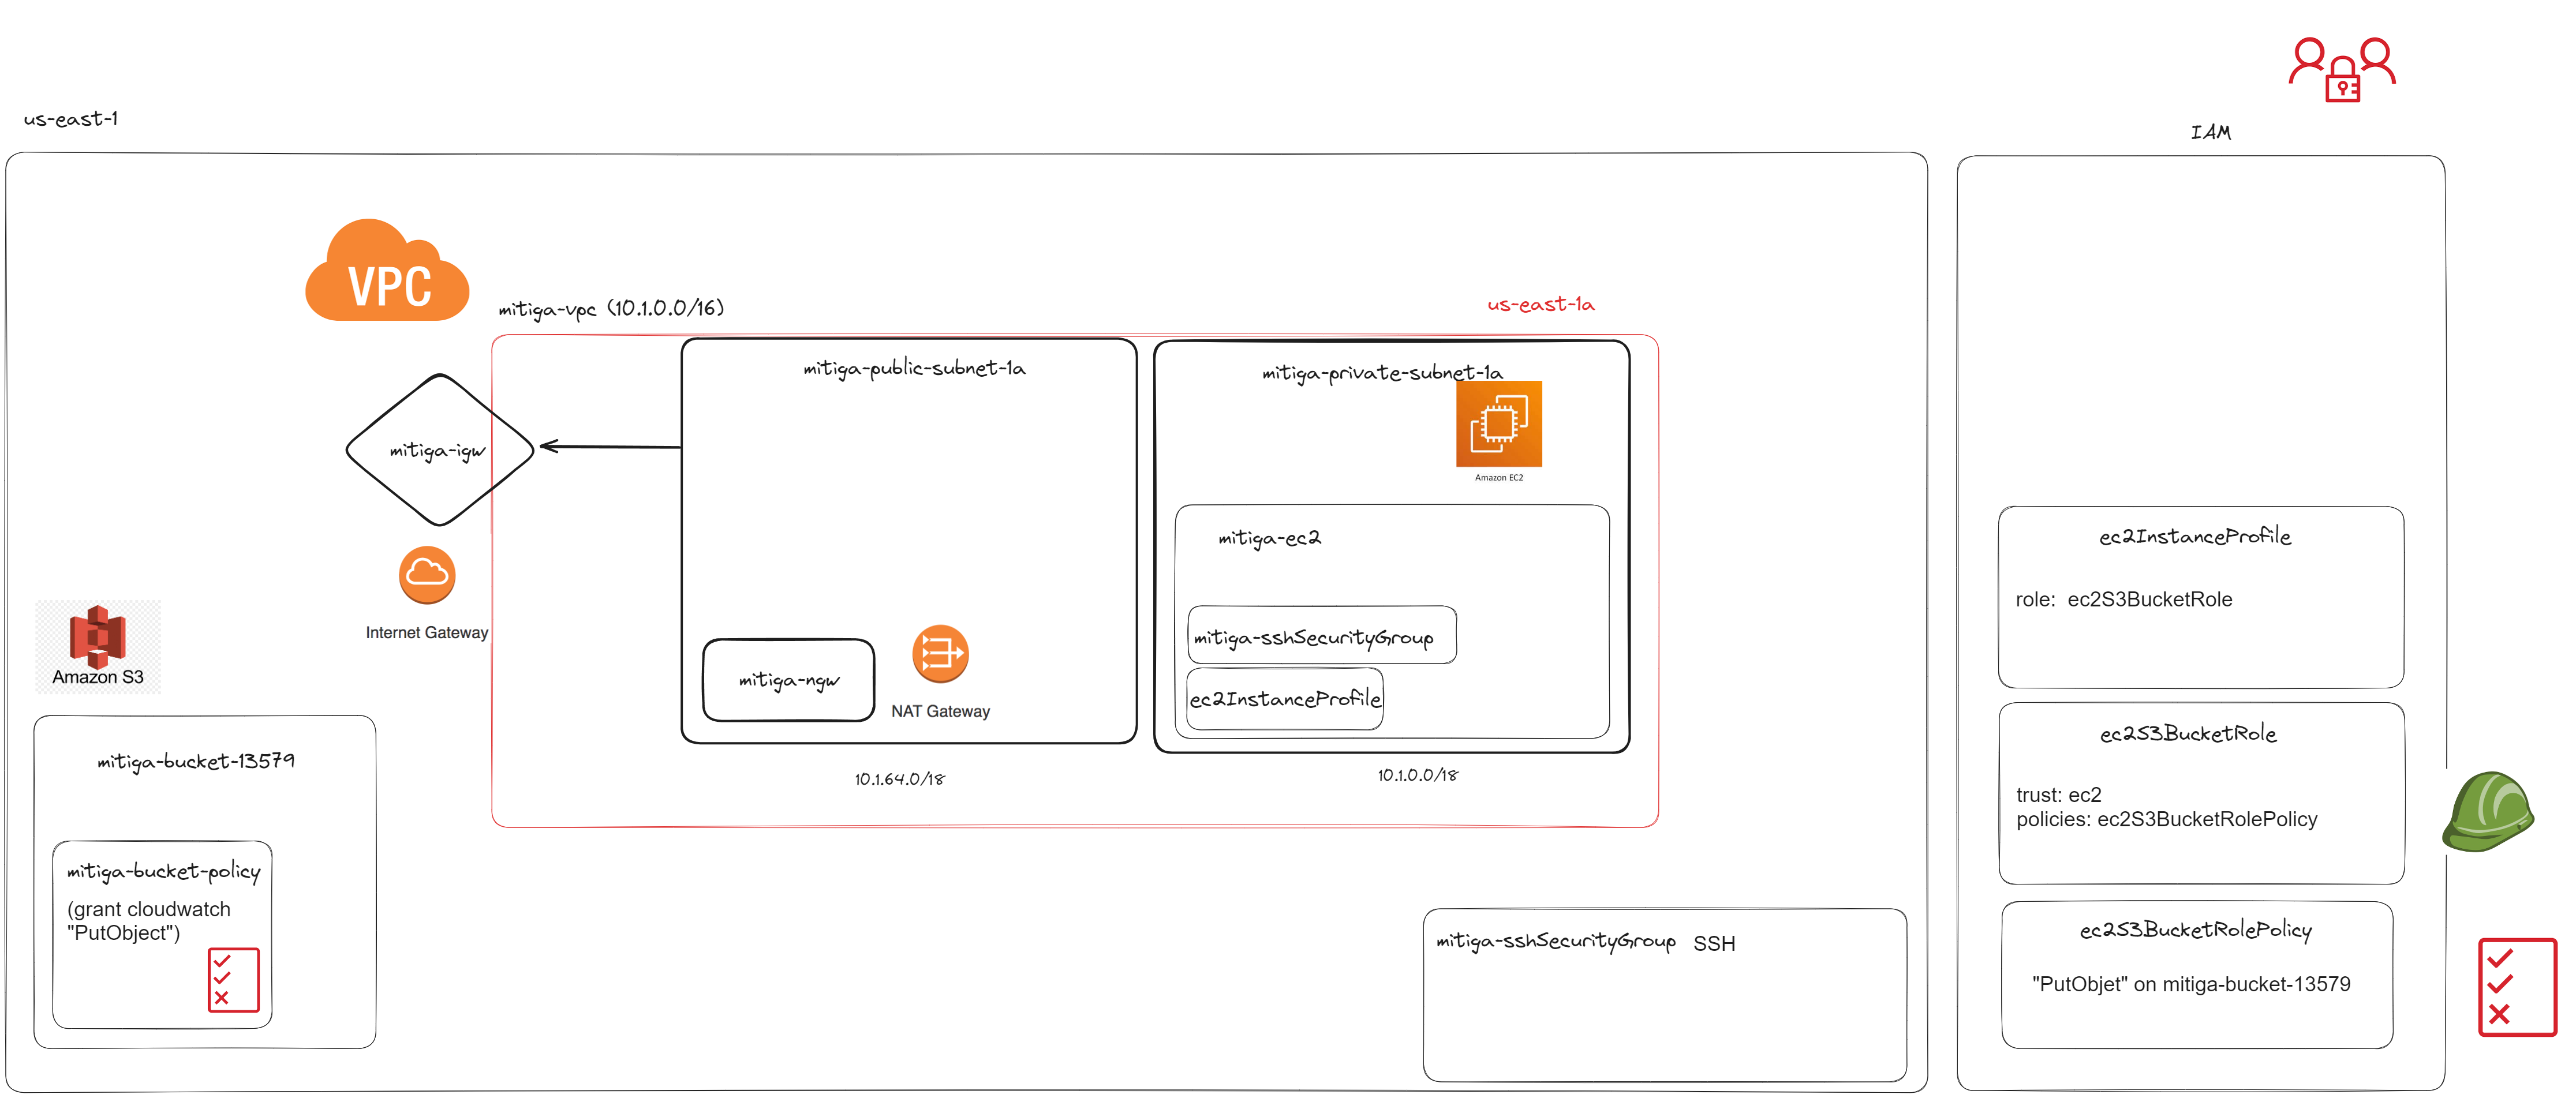 us-east-1
IAM
VPC
mitiga-vpc (10.1.0.0/16)
us-east-1a
mitiga-public-subnet-1a
mitiga-private-subnet-1a
mitiga-igw
Amazon EC2
mitiga-ec2
ec2InstanceProfile
role: ec2S3BucketRole
Internet Gateway
mitiga-sshSecurityGroup
Amazon S3
mitiga-ngw
NAT Gateway
ec2InstanceProfile
mitiga-bucket-13579
10.1.64.0/18
10.1.0.0/18
ec2S3BucketRole
trust: ec2
policies: ec2S3BucketRolePolicy
mitiga-bucket-policy
(grant cloudwatch
"PutObject")
mitiga-sshSecurityGroup SSH
ec2S3BucketRolePolicy
"PutObjet" on mitiga-bucket-13579